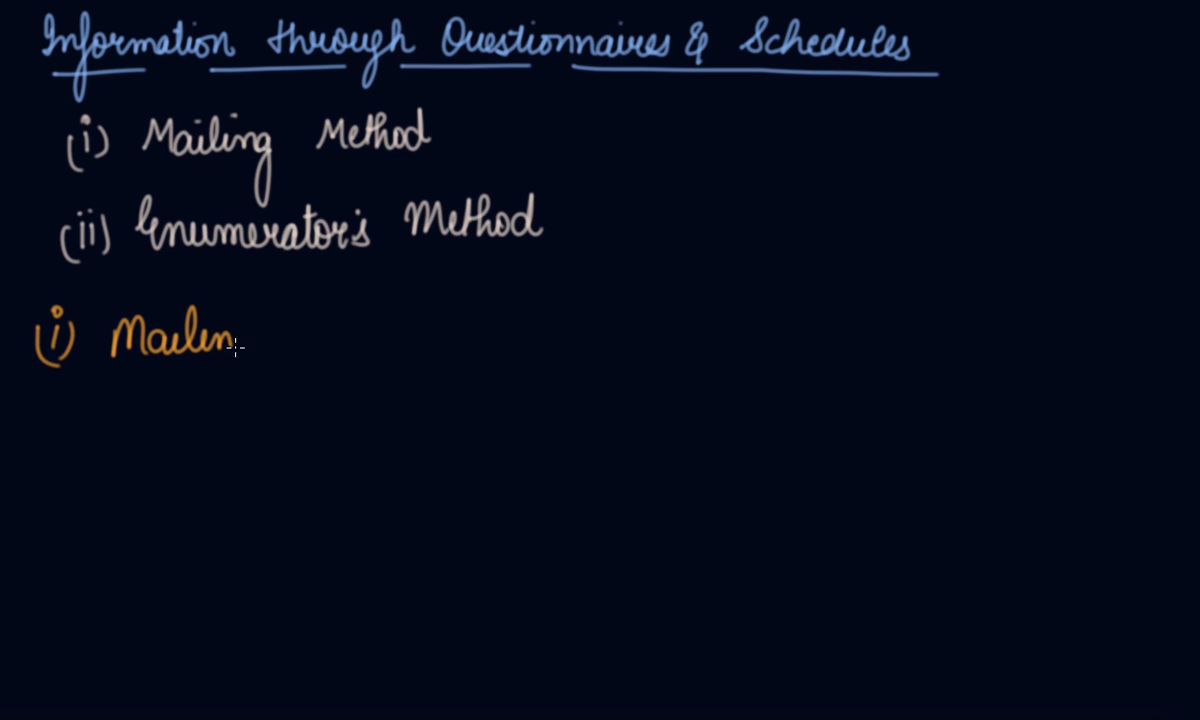 Information through Questionnaires & Schedules
(i) Mailing Method
(ii) Enumerator's Method
(i) Mailin